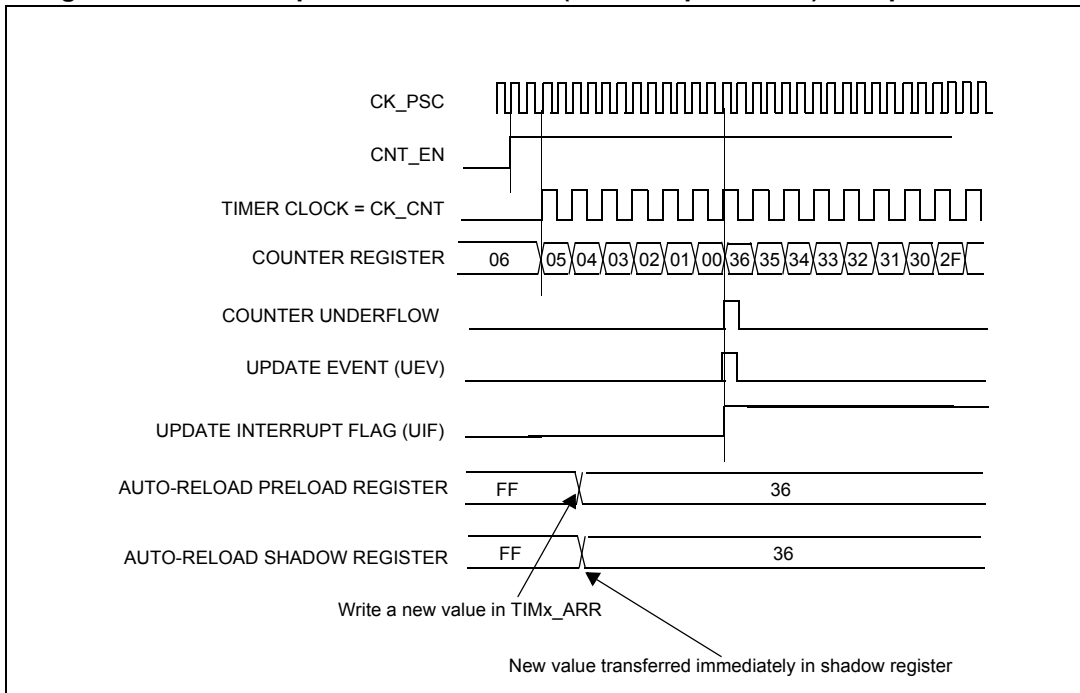 CK_PSC
CNT_EN
TIMER CLOCK = CK_CNT
COUNTER REGISTER 06 05 04 03 02 01 00 36 35 34 33 32 31 30 2F
COUNTER UNDERFLOW
UPDATE EVENT (UEV)
UPDATE INTERRUPT FLAG (UIF)
AUTO-RELOAD PRELOAD REGISTER FF 36
AUTO-RELOAD SHADOW REGISTER FF 36
Write a new value in TIMx_ARR
New value transferred immediately in shadow register